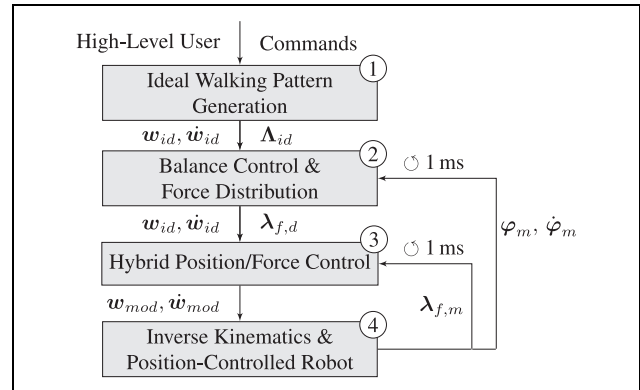 High-Level User Commands
1
Ideal Walking Pattern
Generation
w_id, ẇ_id Λ_id
2
Balance Control &
Force Distribution
↺ 1 ms
w_id, ẇ_id λ_f,d
φ_m, φ̇_m
3
Hybrid Position/Force Control
↺ 1 ms
w_mod, ẇ_mod
λ_f,m
4
Inverse Kinematics &
Position-Controlled Robot